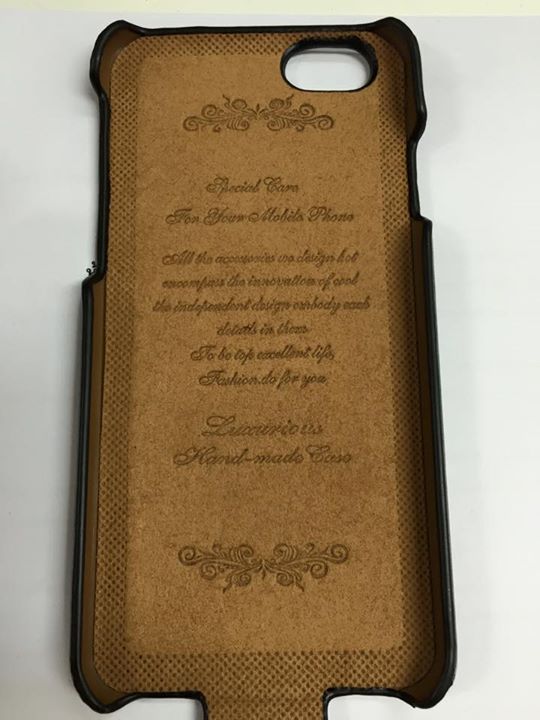 Special Care
For Your Mobile Phone
All the accessories we design bot
encompass the innovation of cool
the independent design embody each
details in them
To be top excellent life,
Fashion.do for you
Luxurious
Hand-made Case